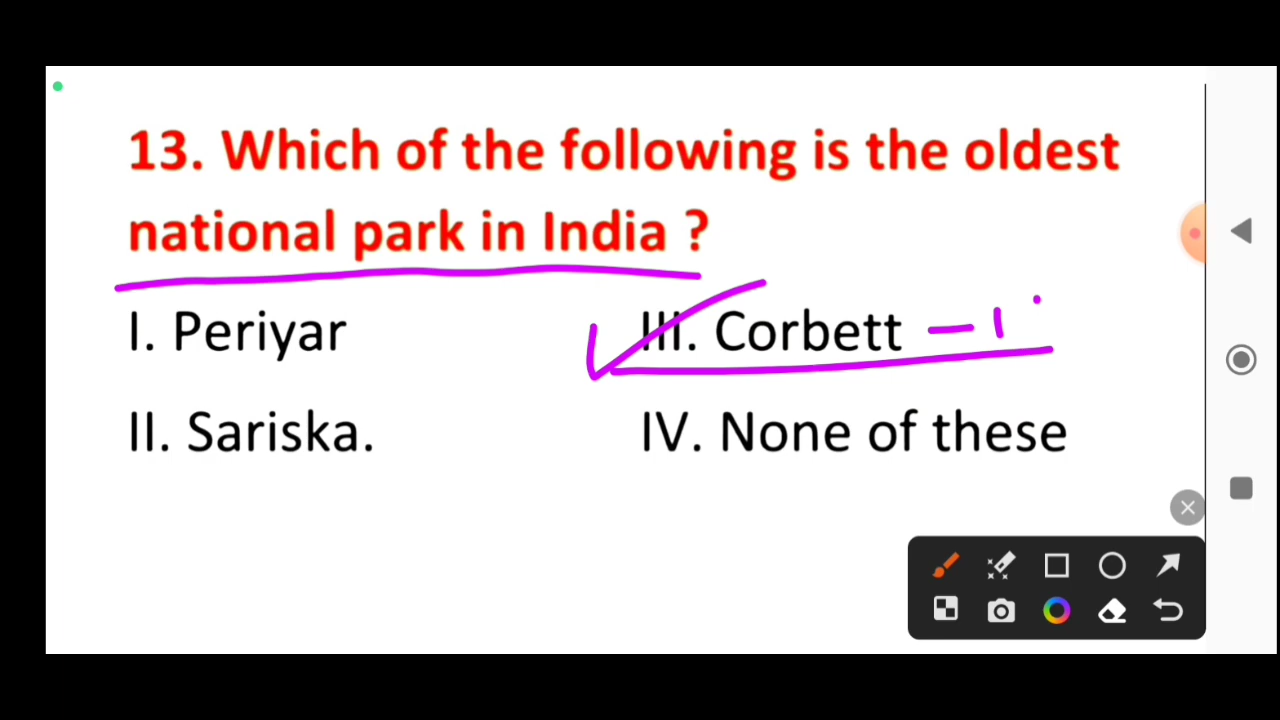 13. Which of the following is the oldest
national park in India ?
I. Periyar
III. Corbett – 1
II. Sariska.
IV. None of these